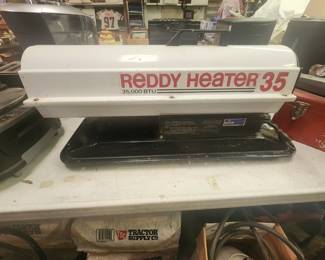 97
REDDY HEATER 35
35,000 BTU
TRACTOR
SUPPLY CO